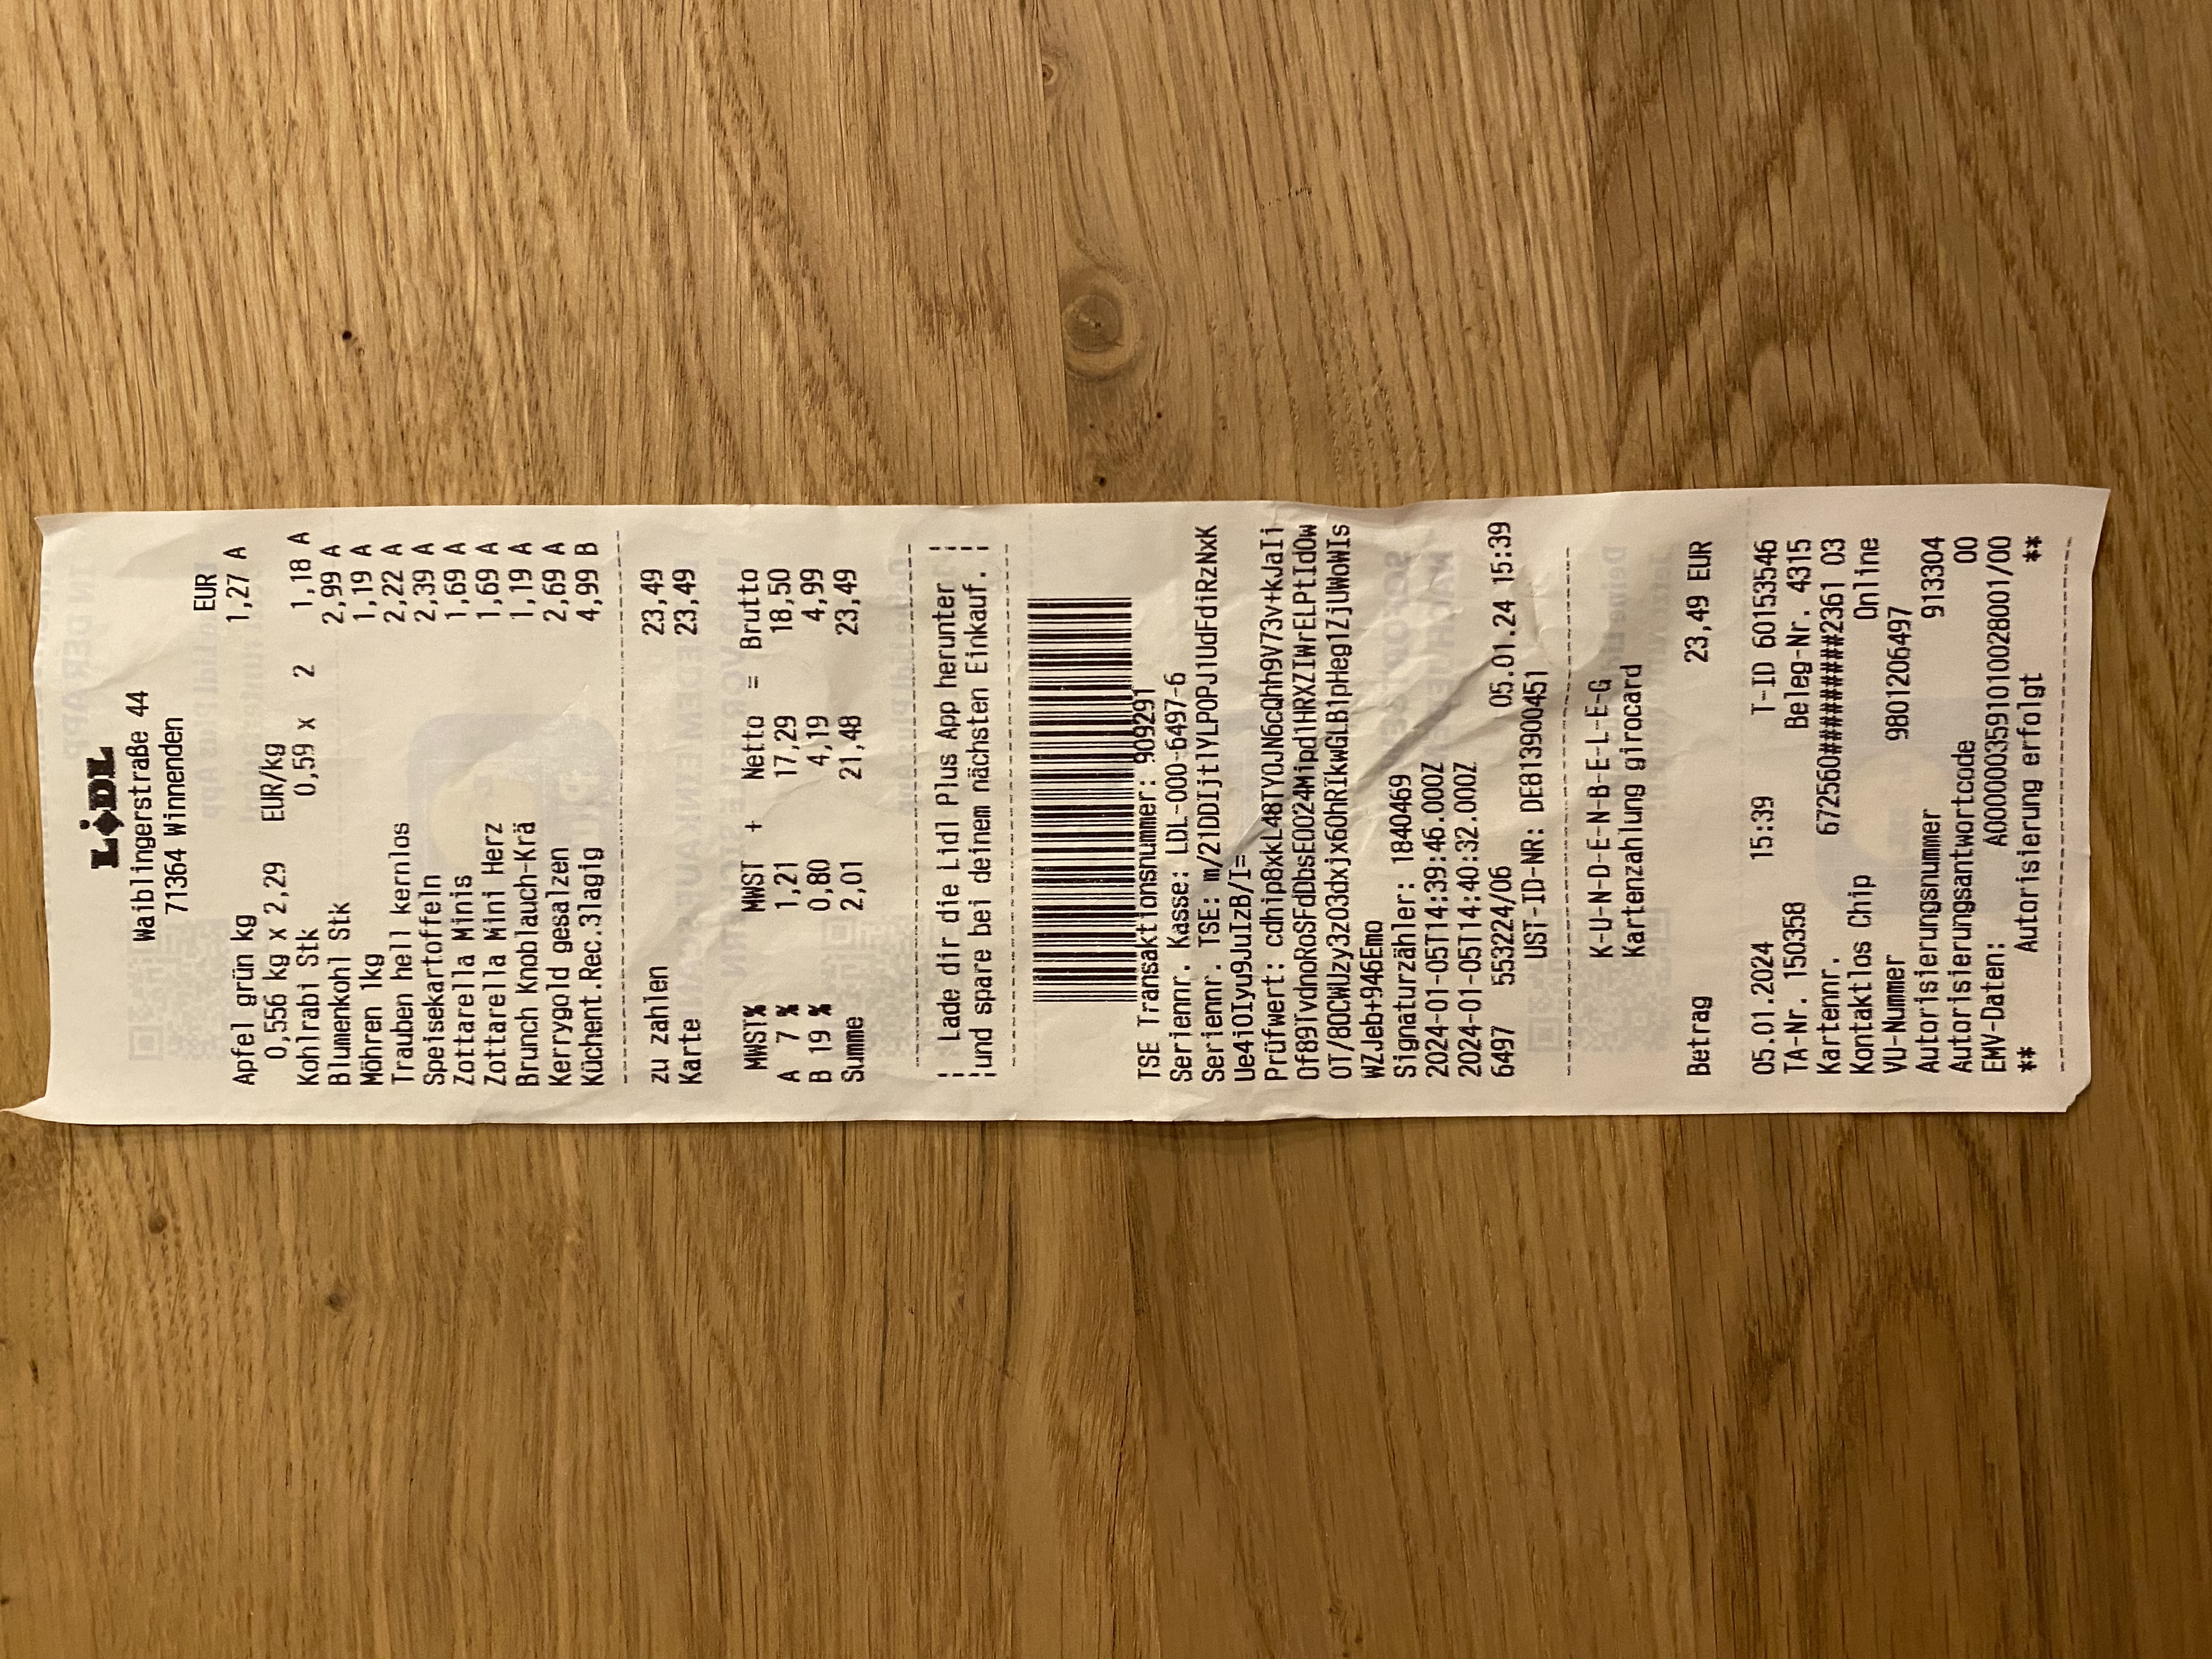 LIDL
Waiblingerstraße 44
71364 Winnenden
EUR
Apfel grün kg 1,27 A
0,556 kg x 2,29 EUR/kg
Kohlrabi Stk 0,59 x 2 1,18 A
Blumenkohl Stk 2,99 A
Möhren 1kg 1,19 A
Trauben hell kernlos 2,22 A
Speisekartoffeln 2,39 A
Zottarella Minis 1,69 A
Zottarella Mini Herz 1,69 A
Brunch Knoblauch-Krä 1,19 A
Kerrygold gesalzen 2,69 A
Küchent.Rec.3lagig 4,99 B
zu zahlen 23,49
Karte 23,49
MWST% MWST + Netto = Brutto
A 7 % 1,21 17,29 18,50
B 19 % 0,80 4,19 4,99
Summe 2,01 21,48 23,49
Lade dir die Lidl Plus App herunter
und spare bei deinem nächsten Einkauf.
TSE Transaktionsnummer: 909291
Seriennr. Kasse: LDL-000-6497-6
Seriennr. TSE:
Prüfwert:
WZJeb+946Emo
Signaturzähler: 1840469
2024-01-05T14:39:46.000Z
2024-01-05T14:40:32.000Z
6497 553224/06 05.01.24 15:39
UST-ID-NR: DE813900451
K-U-N-D-E-N-B-E-L-E-G
Kartenzahlung girocard
Betrag 23,49 EUR
05.01.2024 15:39 T-ID 60153546
TA-Nr. 150358 Beleg-Nr. 4315
Kartennr. 672560#########2361 03
Kontaktlos Chip Online
VU-Nummer 9801206497
Autorisierungsnummer 913304
Autorisierungsantwortcode 00
EMV-Daten: A0000003591010028001/00
** Autorisierung erfolgt **